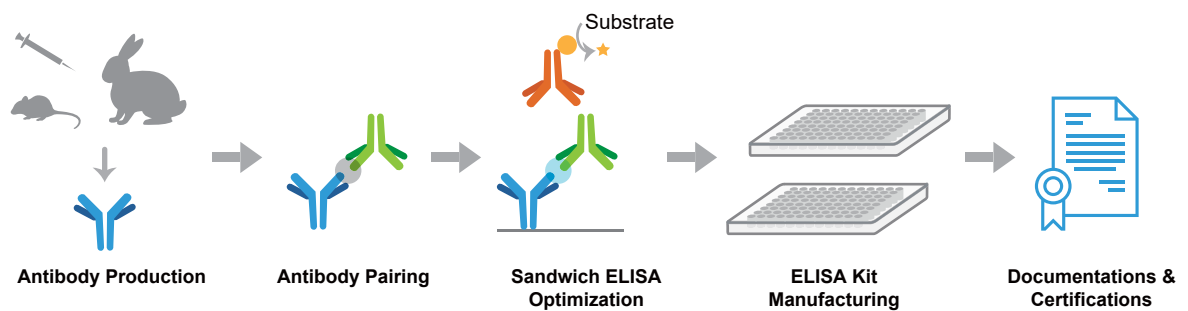 Substrate
Antibody Production
Antibody Pairing
Sandwich ELISA
Optimization
ELISA Kit
Manufacturing
Documentations &
Certifications